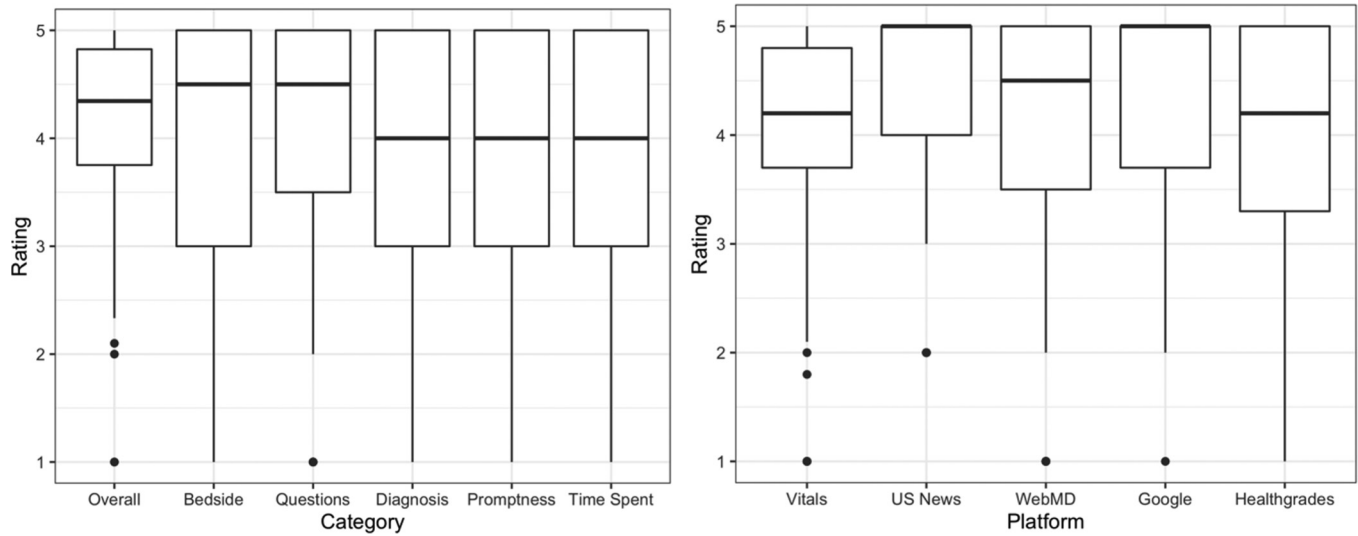 5
4
3
2
1
Rating
Overall Bedside Questions Diagnosis Promptness Time Spent
Category
5
4
3
2
1
Rating
Vitals US News WebMD Google Healthgrades
Platform